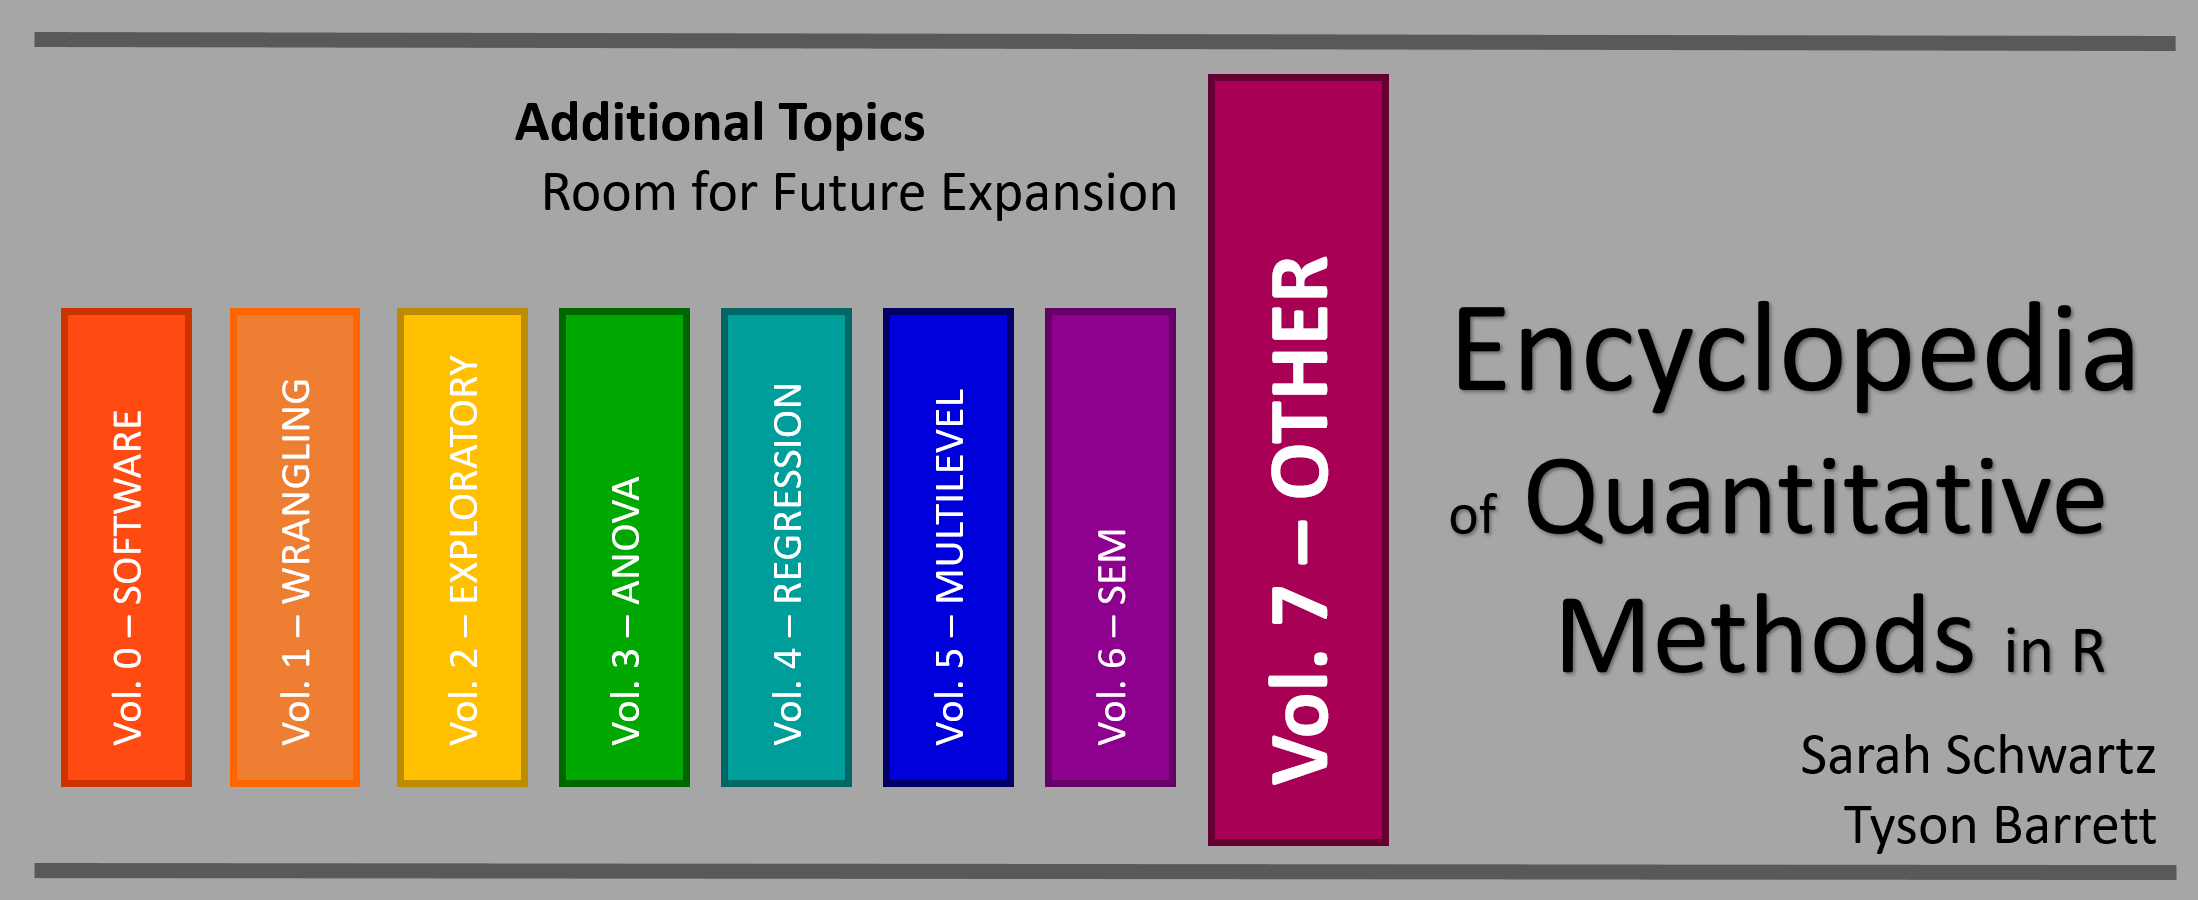 Additional Topics
Room for Future Expansion
Vol. 0 – SOFTWARE
Vol. 1 – WRANGLING
Vol. 2 – EXPLORATORY
Vol. 3 – ANOVA
Vol. 4 – REGRESSION
Vol. 5 – MULTILEVEL
Vol. 6 – SEM
Vol. 7 – OTHER
Encyclopedia
of Quantitative
Methods in R
Sarah Schwartz
Tyson Barrett